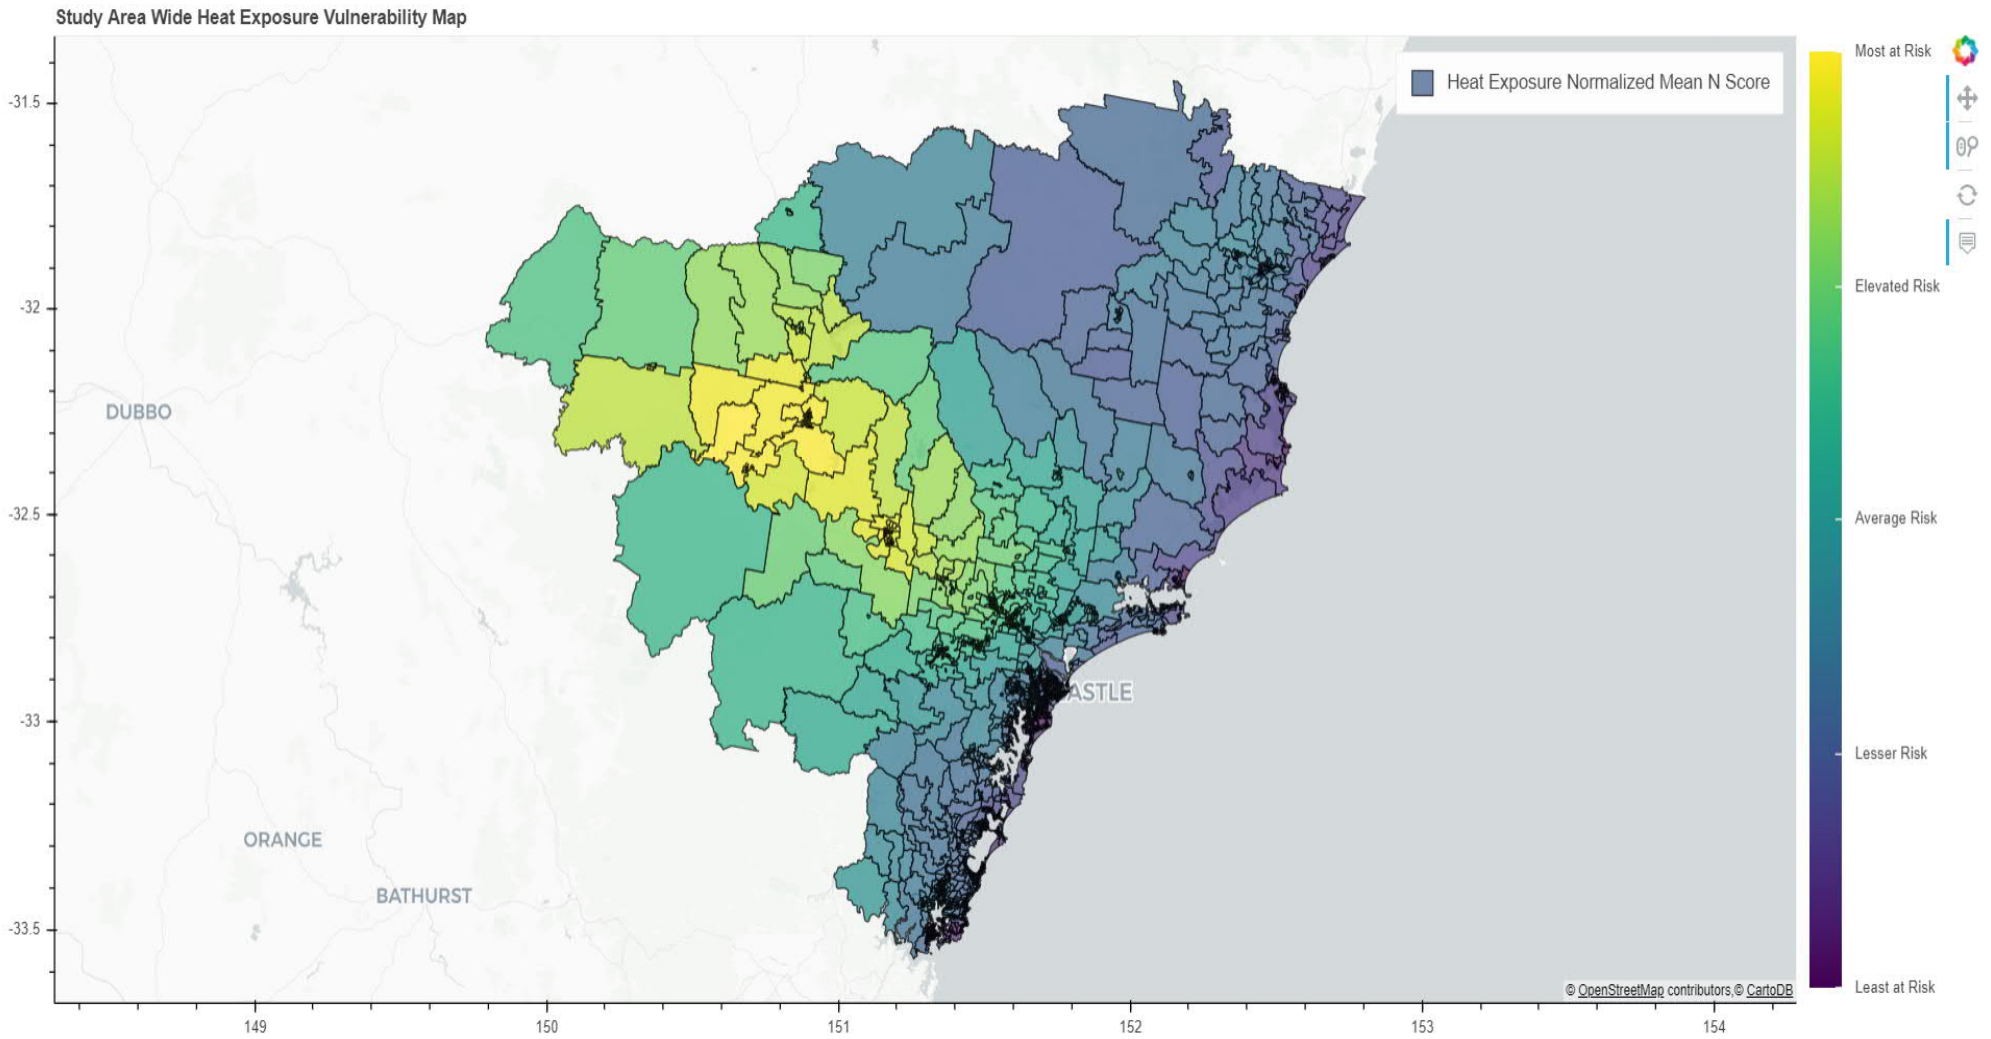 Study Area Wide Heat Exposure Vulnerability Map
Heat Exposure Normalized Mean N Score
Most at Risk
Elevated Risk
Average Risk
Lesser Risk
Least at Risk
-31.5
-32
-32.5
-33
-33.5
DUBBO
ASTLE
ORANGE
BATHURST
© OpenStreetMap contributors,© CartoDB
149
150
151
152
153
154